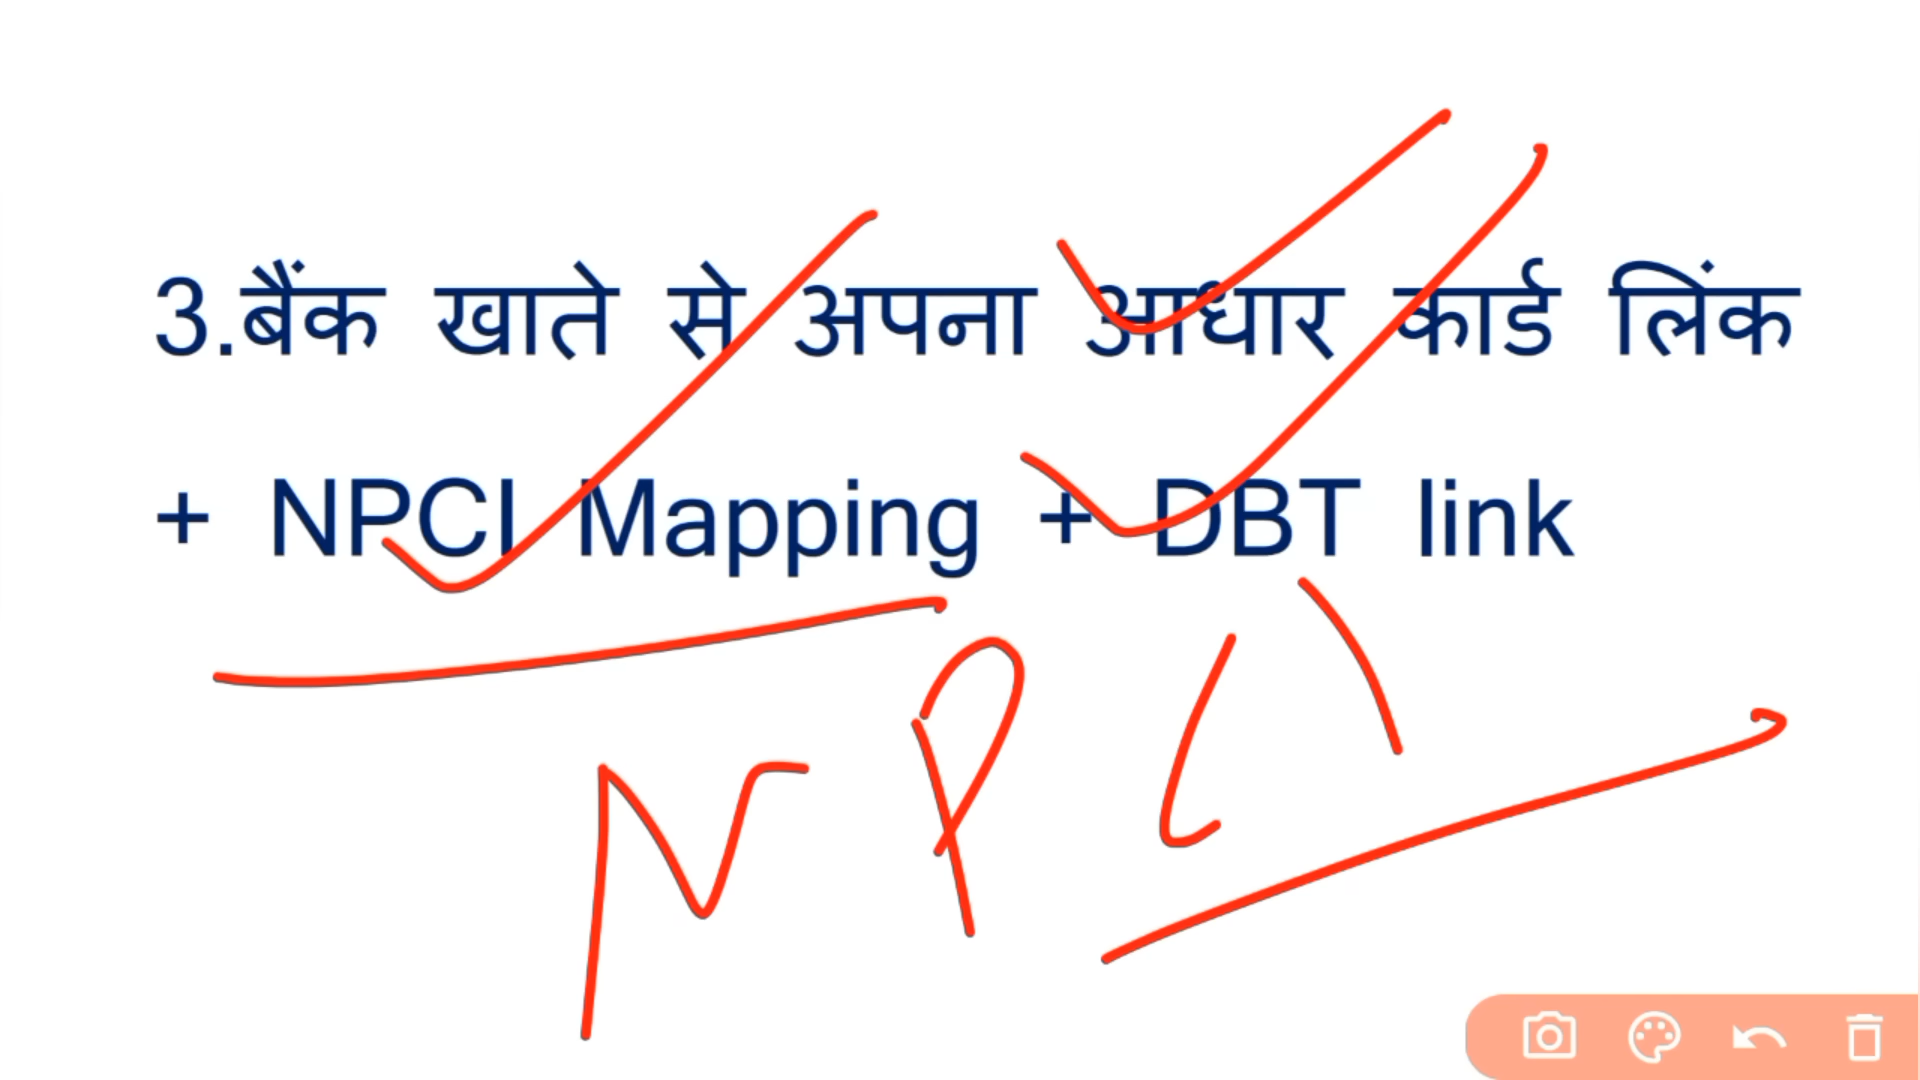 3.बैंक खाते से अपना आधार कार्ड लिंक
+ NPCI Mapping + DBT link
NPCI